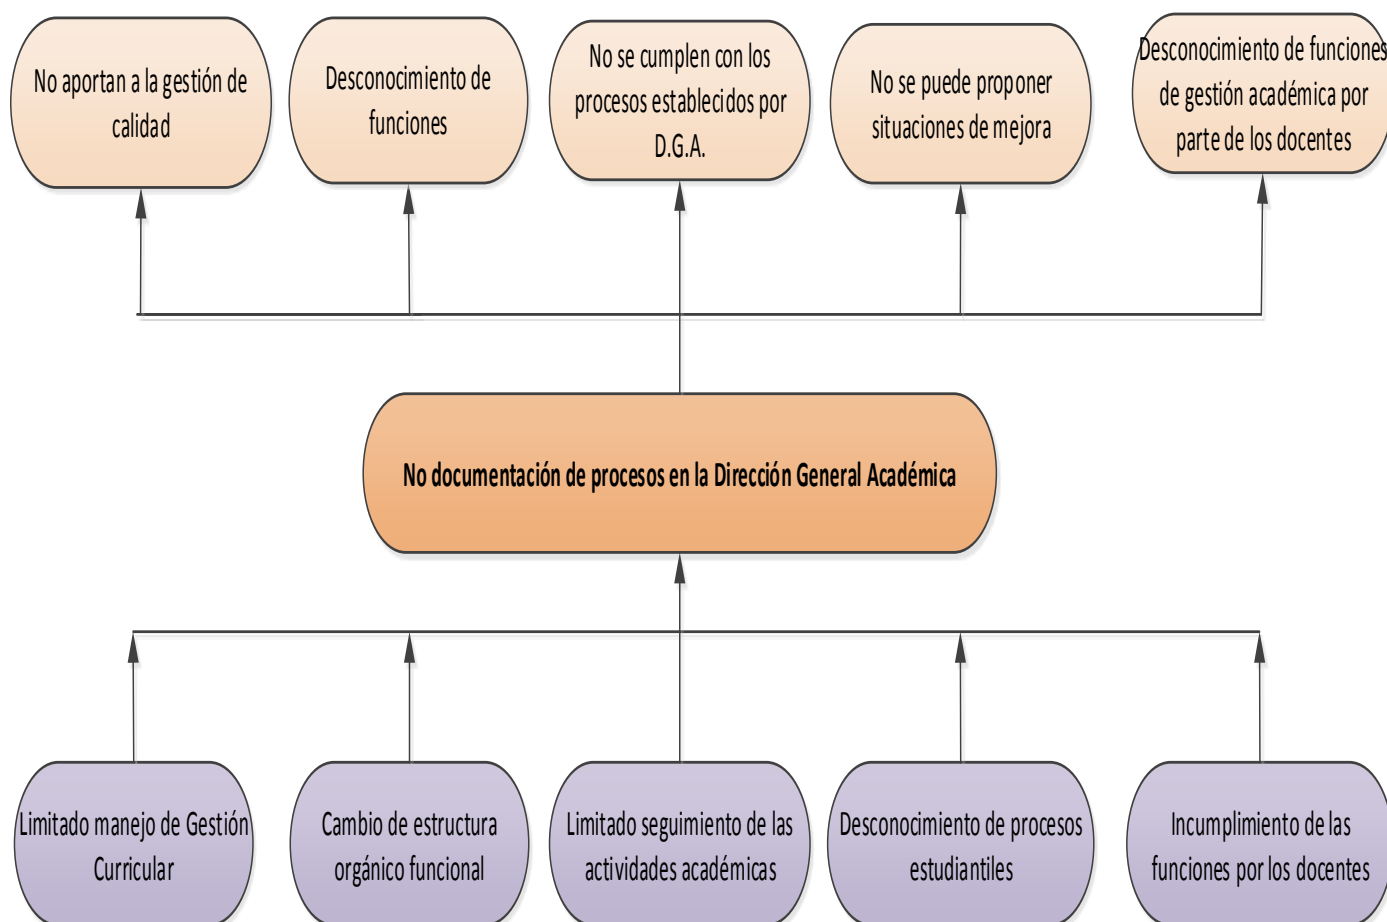 No aportan a la gestión de
calidad
Desconocimiento de
funciones
No se cumplen con los
procesos establecidos por
D.G.A.
No se puede proponer
situaciones de mejora
Desconocimiento de funciones
de gestión académica por
parte de los docentes
No documentación de procesos en la Dirección General Académica
Limitado manejo de Gestión
Curricular
Cambio de estructura
orgánico funcional
Limitado seguimiento de las
actividades académicas
Desconocimiento de procesos
estudiantiles
Incumplimiento de las
funciones por los docentes